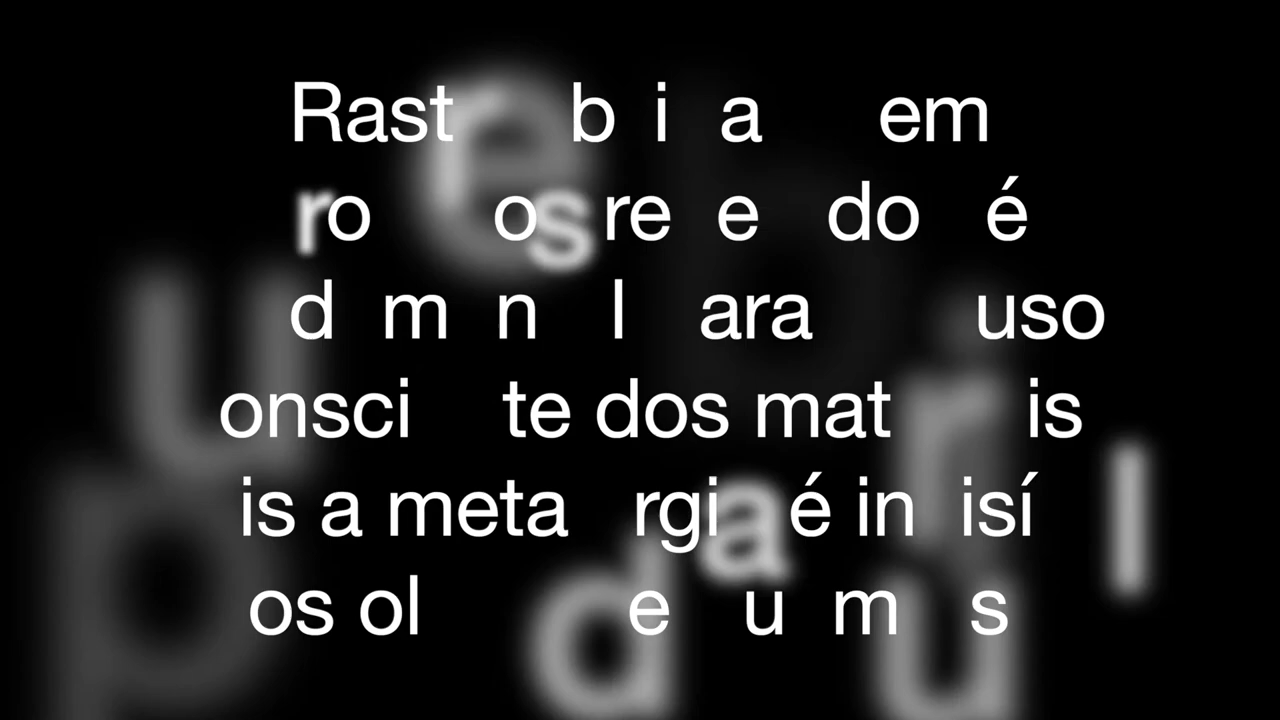 Rast b i a em
ro os re e do é
d m n l ara uso
onsci te dos mat is
is a meta rgia é in isí l
os ol d e u m u s